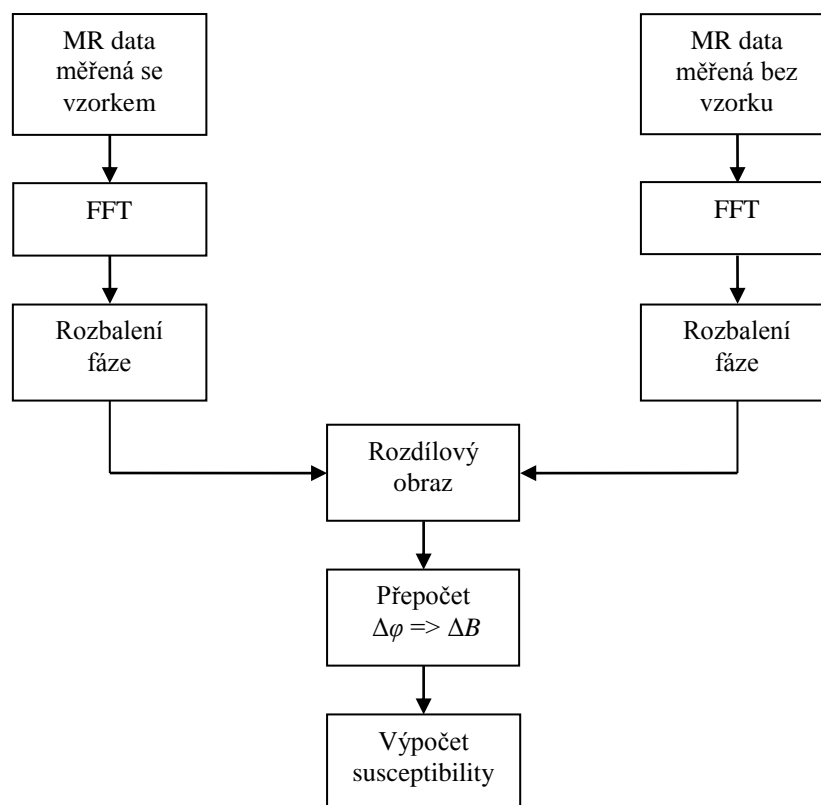 MR data
měřená se
vzorkem
MR data
měřená bez
vzorku
FFT
FFT
Rozbalení
fáze
Rozbalení
fáze
Rozdílový
obraz
Přepočet
Δφ => ΔB
Výpočet
susceptibility